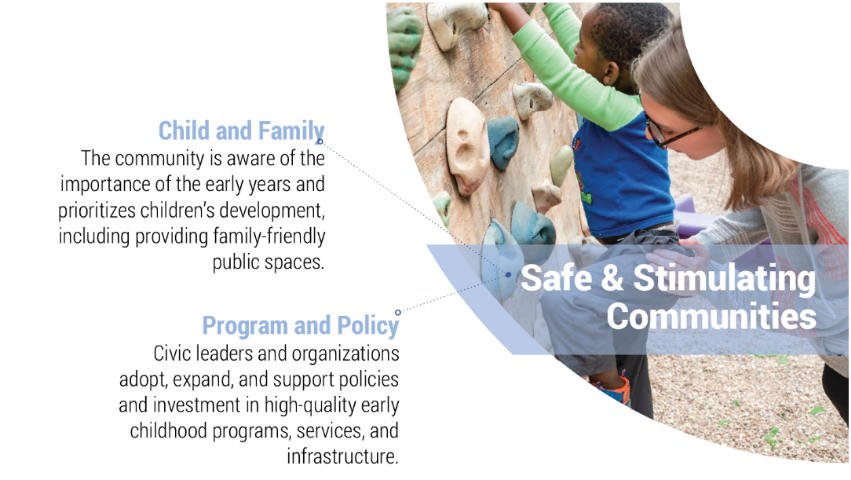 Child and Family
The community is aware of the
importance of the early years and
prioritizes children's development,
including providing family-friendly
public spaces.
Program and Policy
Civic leaders and organizations
adopt, expand, and support policies
and investment in high-quality early
childhood programs, services, and
infrastructure.
Safe & Stimulating
Communities